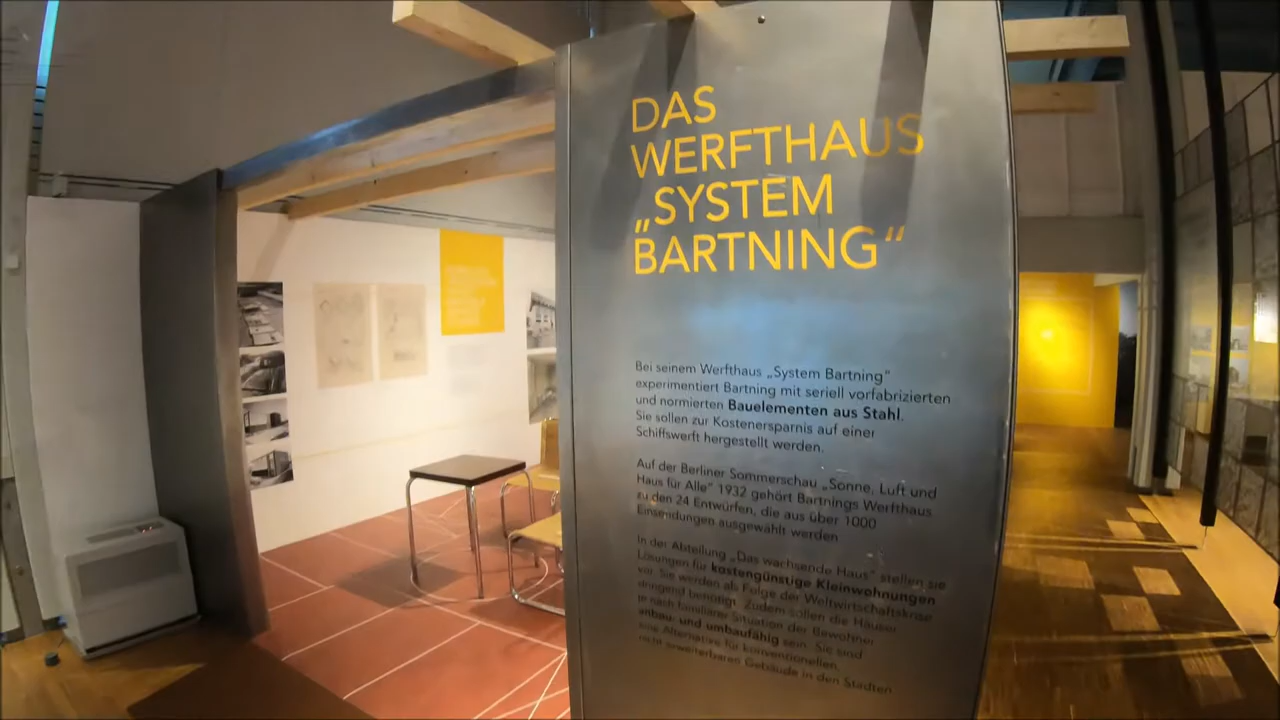 DAS
WERFTHAUS
„SYSTEM
BARTNING“
Bei seinem Werfthaus „System Bartning“
experimentiert Bartning mit seriell vorfabrizierten
und normierten Bauelementen aus Stahl.
Sie sollen zur Kostenersparnis auf einer
Schiffswerft hergestellt werden.
Auf der Berliner Sommerschau „Sonne, Luft und
Haus für Alle“ 1932 gehört Bartnings Werfthaus
zu den 24 Entwürfen, die aus über 1000
Einsendungen ausgewählt werden
In der Abteilung „Das wachsende Haus“ stellen sie
Lösungen für kostengünstige Kleinwohnungen
vor. Sie werden als Folge der Weltwirtschaftskrise
dringend benötigt. Zudem sollen die Häuser
je nach familiärer Situation der Bewohner
anbau- und umbaufähig sein. Sie sind
eine Alternative für konventionellen,
nicht erweiterbaren Gebäude in den Städten